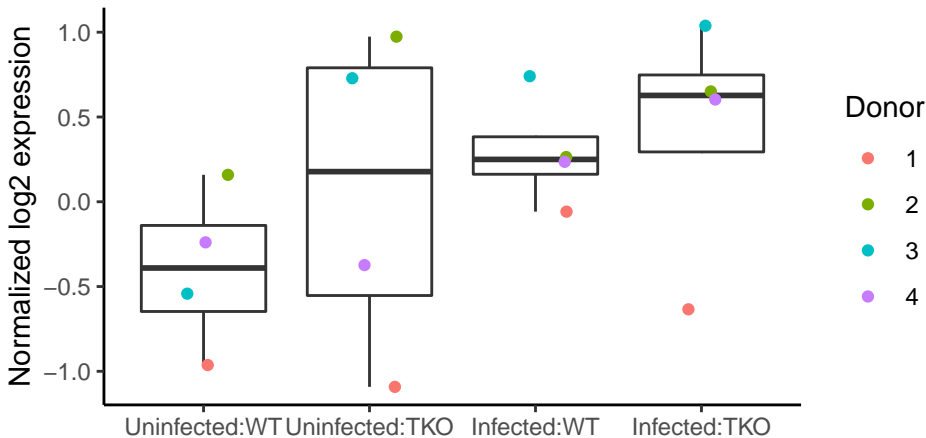 Normalized log2 expression
1.0
0.5
0.0
−0.5
−1.0
Uninfected:WT
Uninfected:TKO
Infected:WT
Infected:TKO
Donor
1
2
3
4